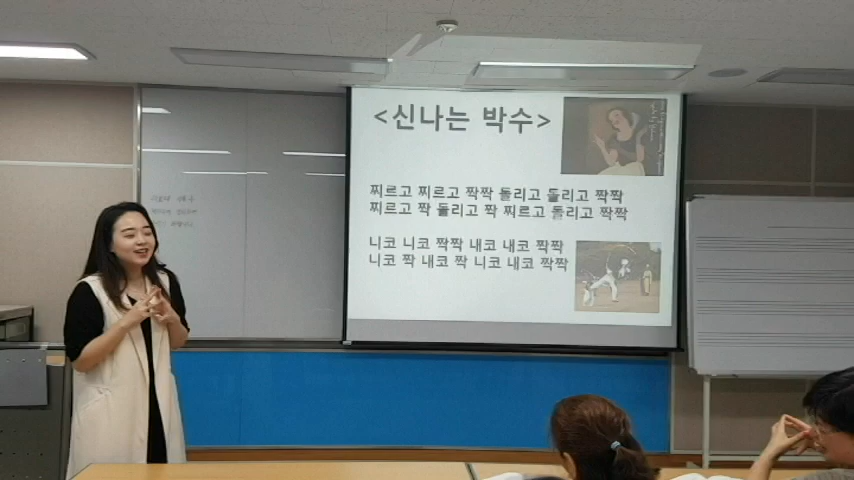 <신나는 박수>
찌르고 찌르고 짝짝 돌리고 돌리고 짝짝
찌르고 짝 돌리고 짝 찌르고 돌리고 짝짝
니코 니코 짝짝 내코 내코 짝짝
니코 짝 내코 짝 니코 내코 짝짝